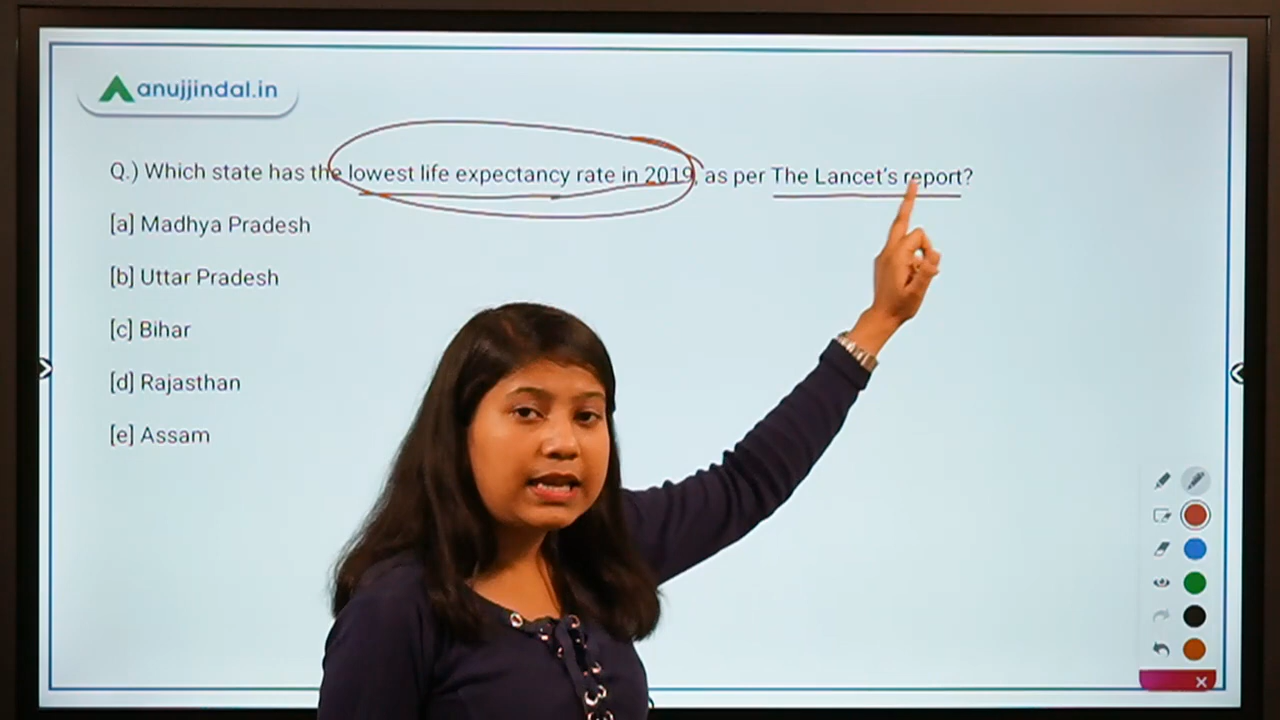 anujjindal.in
Q.) Which state has the lowest life expectancy rate in 2019, as per The Lancet's report?
[a] Madhya Pradesh
[b] Uttar Pradesh
[c] Bihar
[d] Rajasthan
[e] Assam